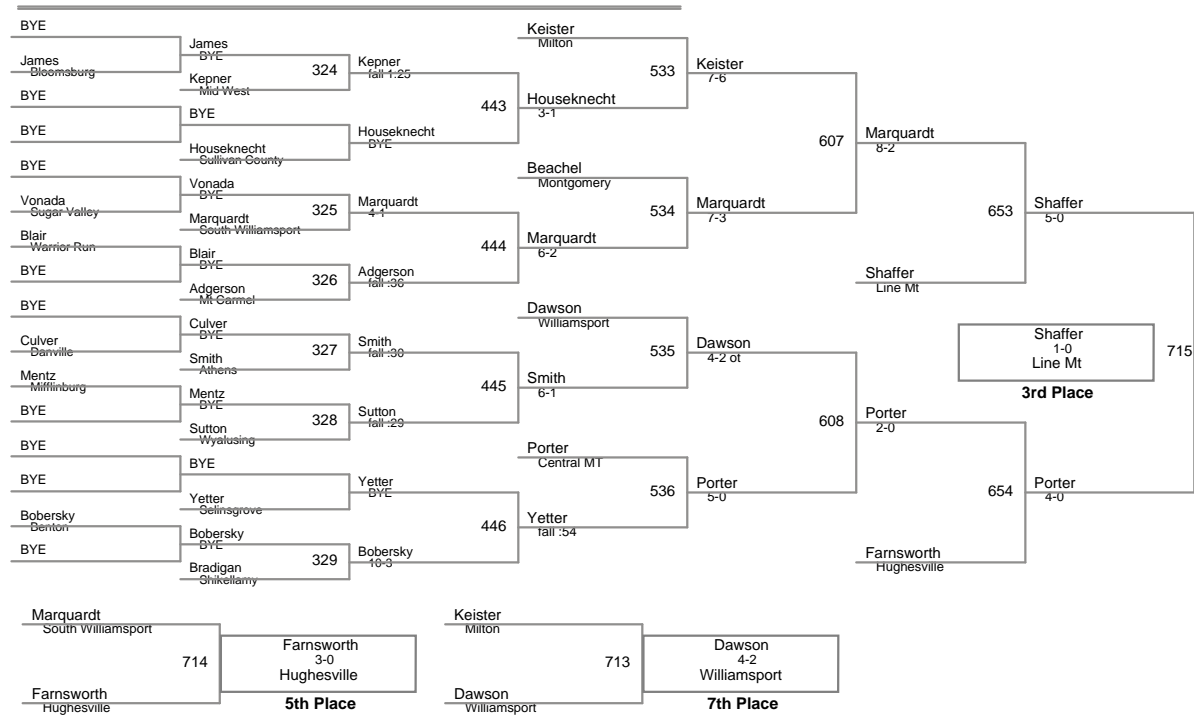 BYE
James
Bloomsburg
BYE
BYE
BYE
Vonada
Sugar Valley
Blair
Warrior Run
BYE
BYE
Culver
Danville
Mentz
Mifflinburg
BYE
BYE
BYE
Bobersky
Benton
BYE
James
BYE
324
Kepner
Mid West
BYE
Houseknecht
Sullivan County
Vonada
BYE
325
Marquardt
South Williamsport
Blair
BYE
326
Adgerson
Mt Carmel
Culver
BYE
327
Smith
Athens
Mentz
BYE
328
Sutton
Wyalusing
BYE
Yetter
Selinsgrove
Bobersky
BYE
329
Bradigan
Shikellamy
Kepner
fall 1:25
443
Houseknecht
BYE
Marquardt
4-1
444
Adgerson
fall :36
Smith
fall :30
445
Sutton
fall :29
Yetter
BYE
446
Bobersky
10-3
Keister
Milton
533
Houseknecht
3-1
Beachel
Montgomery
534
Marquardt
6-2
Dawson
Williamsport
535
Smith
6-1
Porter
Central MT
536
Yetter
fall :54
Keister
7-6
607
Marquardt
7-3
Dawson
4-2 ot
608
Porter
5-0
Marquardt
8-2
653
Shaffer
Line Mt
Porter
2-0
654
Farnsworth
Hughesville
Shaffer
5-0
Shaffer
1-0
Line Mt
715
3rd Place
Porter
4-0
Marquardt
South Williamsport
714
Farnsworth
Hughesville
Farnsworth
3-0
Hughesville
5th Place
Keister
Milton
713
Dawson
Williamsport
Dawson
4-2
Williamsport
7th Place